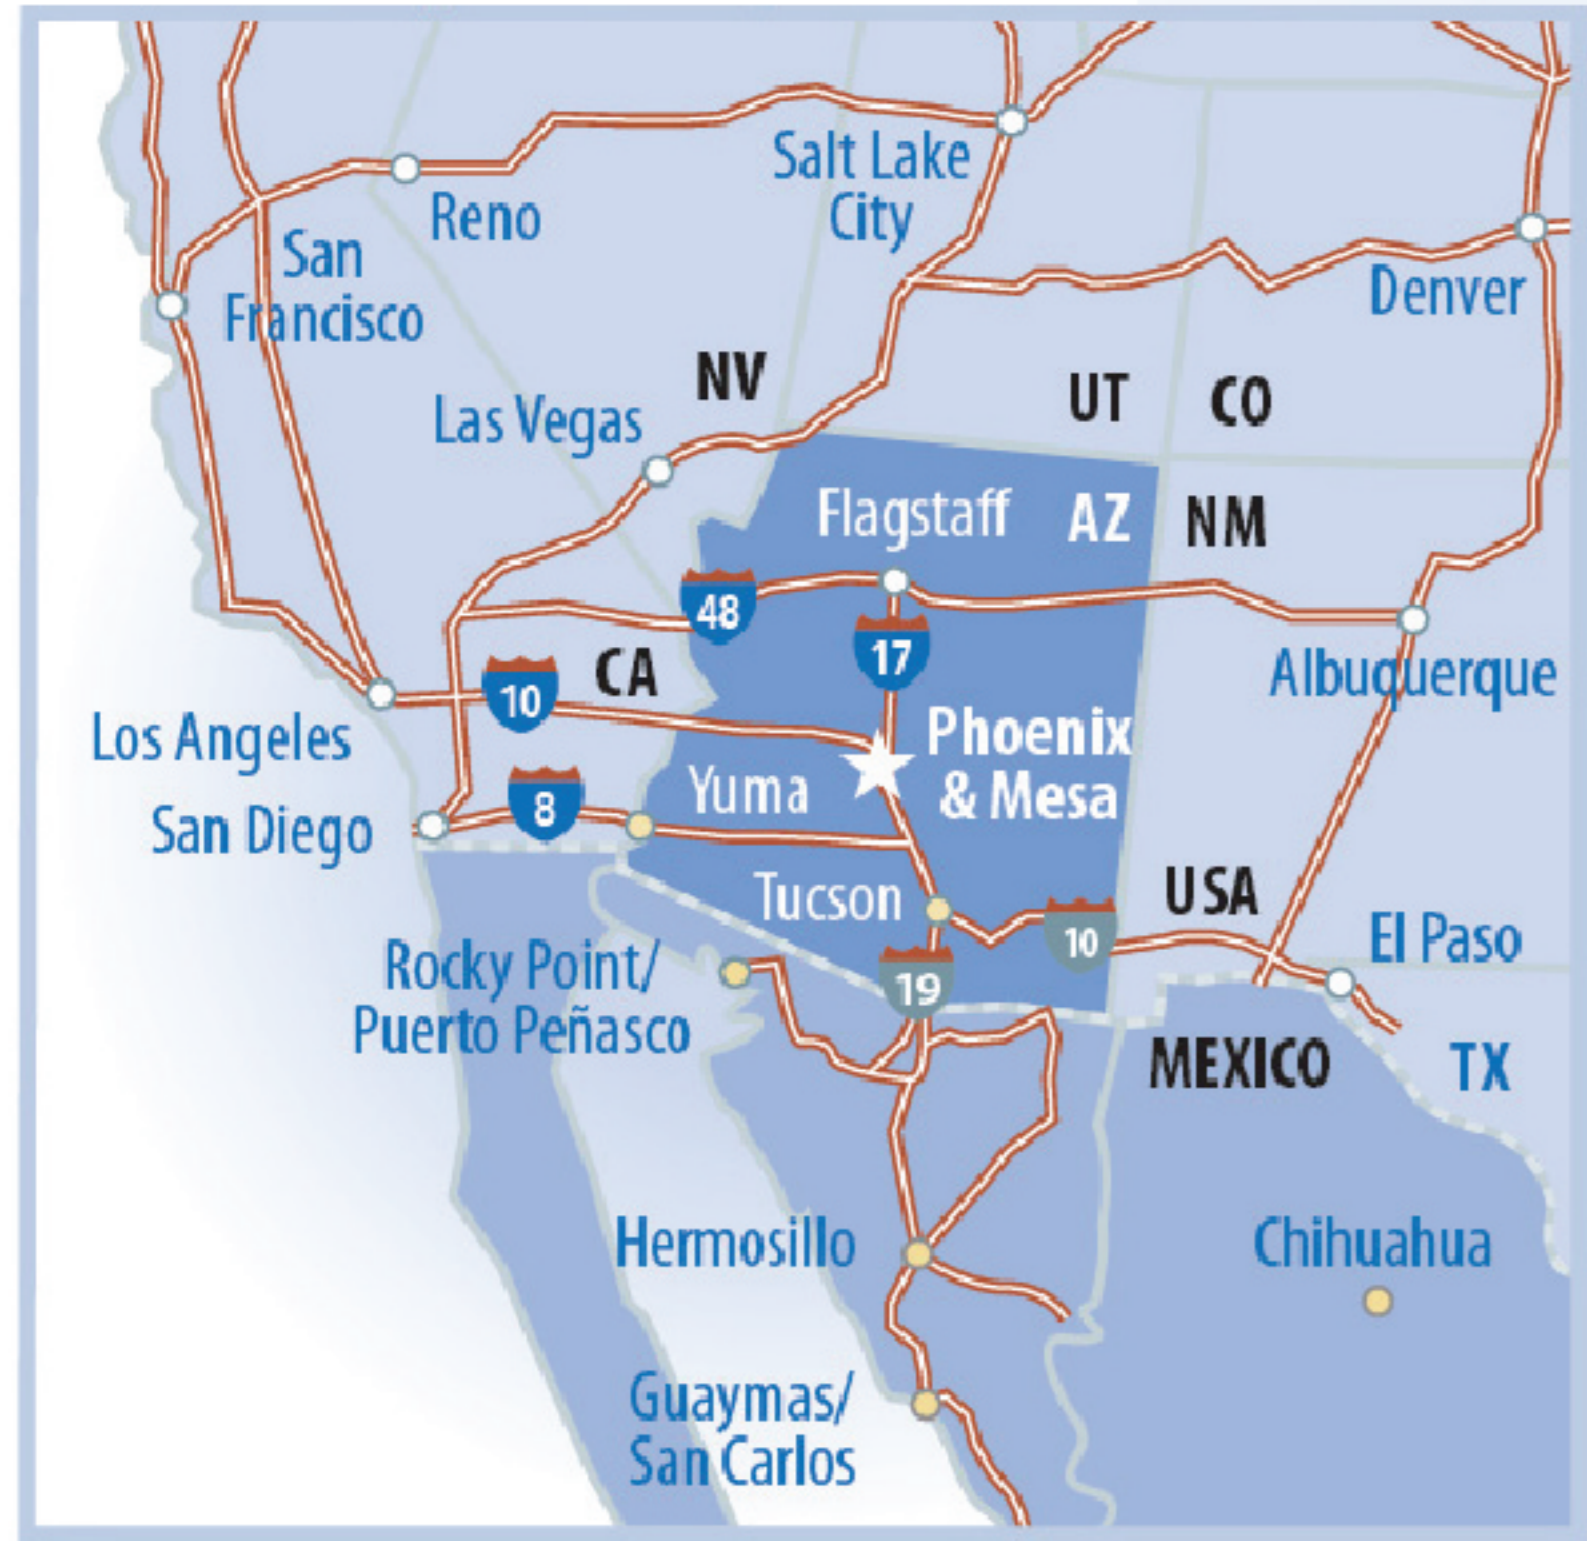 Salt Lake
City
Reno
San
Francisco
Denver
NV
UT
CO
Las Vegas
Flagstaff
AZ
NM
48
17
CA
10
Albuquerque
Los Angeles
Phoenix
& Mesa
Yuma
8
San Diego
USA
Tucson
10
El Paso
Rocky Point/
Puerto Peñasco
19
MEXICO
TX
Hermosillo
Chihuahua
Guaymas/
San Carlos